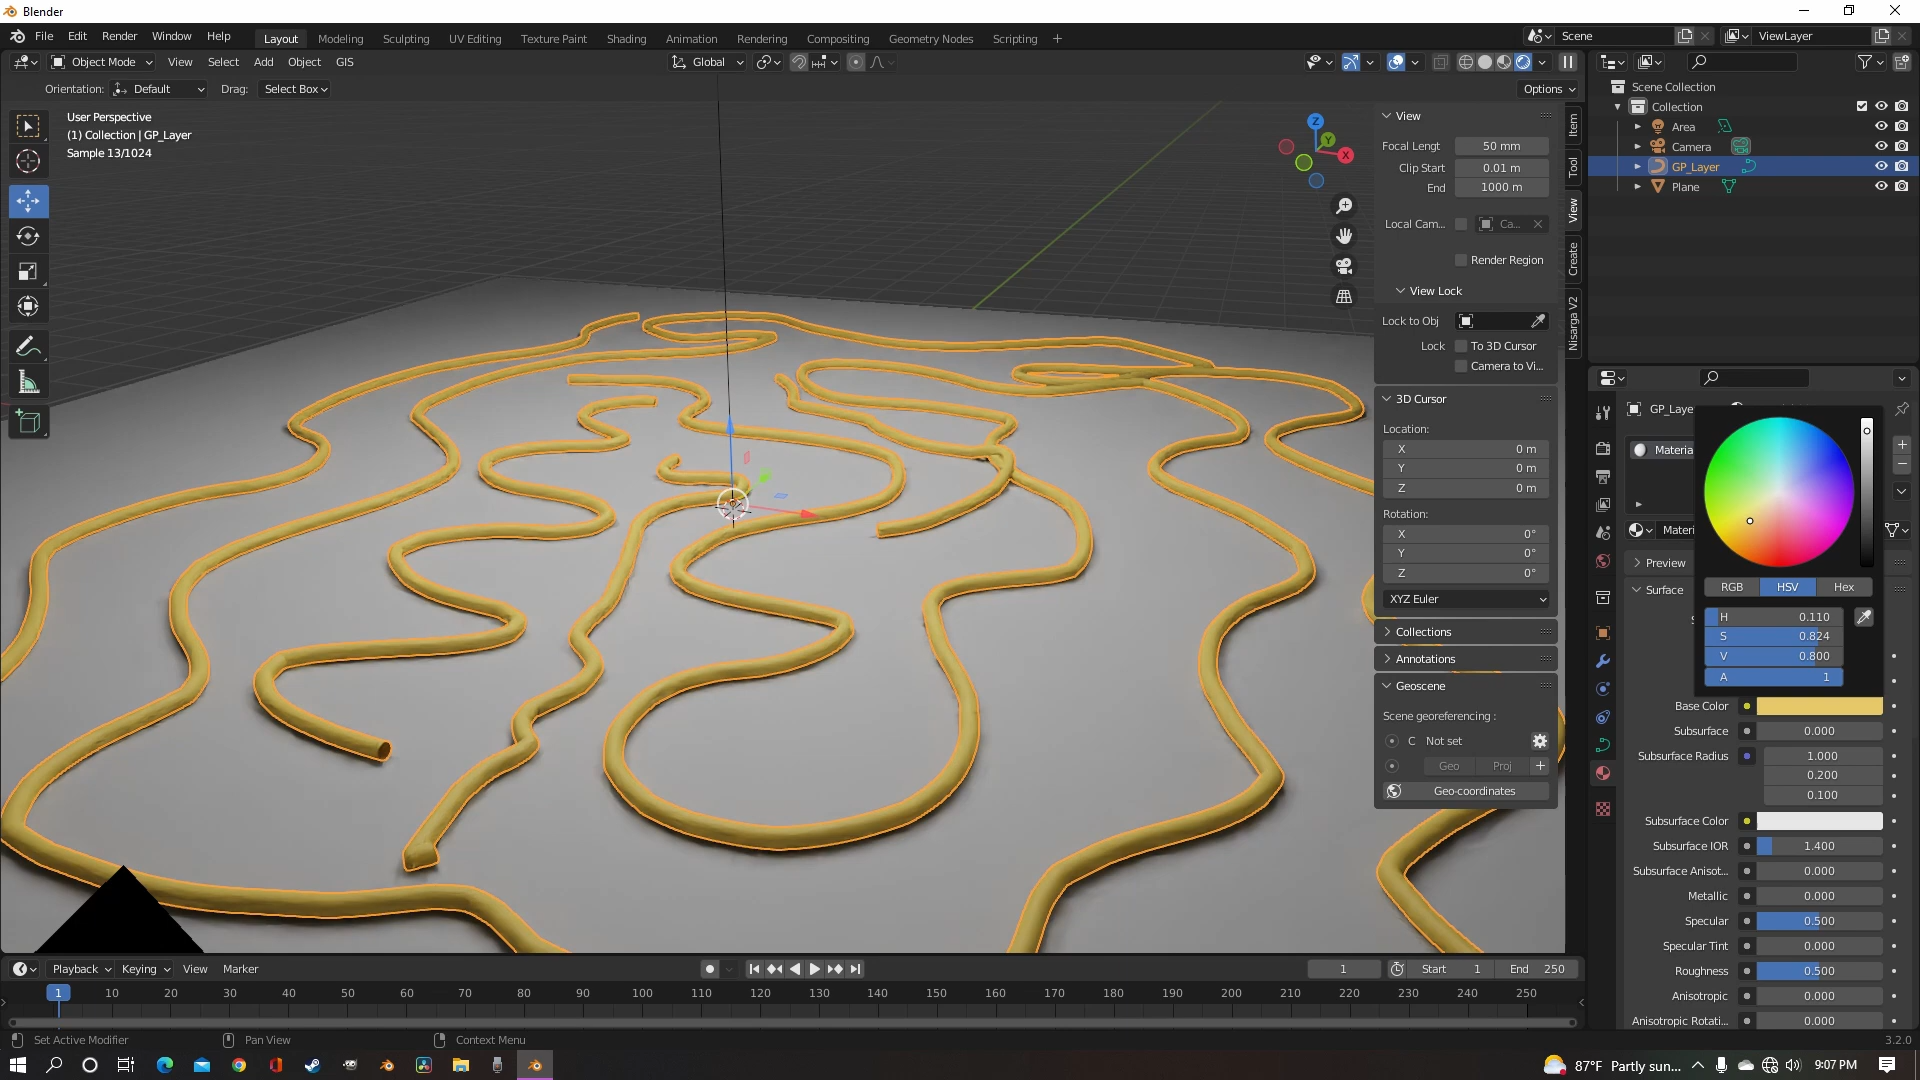 Blender
File Edit Render Window Help
Layout Modeling Sculpting UV Editing Texture Paint Shading Animation Rendering Compositing Geometry Nodes Scripting +
Scene
ViewLayer
Object Mode View Select Add Object GIS
Global
Orientation: Default Drag: Select Box
Options
User Perspective
(1) Collection | GP_Layer
Sample 13/1024
Z
Y
X
View
Focal Lengt 50 mm
Clip Start 0.01 m
End 1000 m
Local Cam... Ca...
Render Region
View Lock
Lock to Obj
Lock To 3D Cursor
Camera to Vi...
3D Cursor
Location:
X 0 m
Y 0 m
Z 0 m
Rotation:
X 0°
Y 0°
Z 0°
XYZ Euler
Collections
Annotations
Geoscene
Scene georeferencing :
C Not set
Geo Proj +
Geo-coordinates
Item
Tool
View
Create
Nisarga V2
Scene Collection
Collection
Area
Camera
GP_Layer
Plane
GP_Laye
Materia
Materi
Preview
Surface
RGB HSV Hex
H 0.110
S 0.824
V 0.800
A 1
Base Color
Subsurface 0.000
Subsurface Radius 1.000
0.200
0.100
Subsurface Color
Subsurface IOR 1.400
Subsurface Anisot... 0.000
Metallic 0.000
Specular 0.500
Specular Tint 0.000
Roughness 0.500
Anisotropic 0.000
Anisotropic Rotati... 0.000
Playback Keying View Marker
1 Start 1 End 250
1 10 20 30 40 50 60 70 80 90 100 110 120 130 140 150 160 170 180 190 200 210 220 230 240 250
Set Active Modifier Pan View Context Menu
3.2.0
87°F Partly sun... 9:07 PM